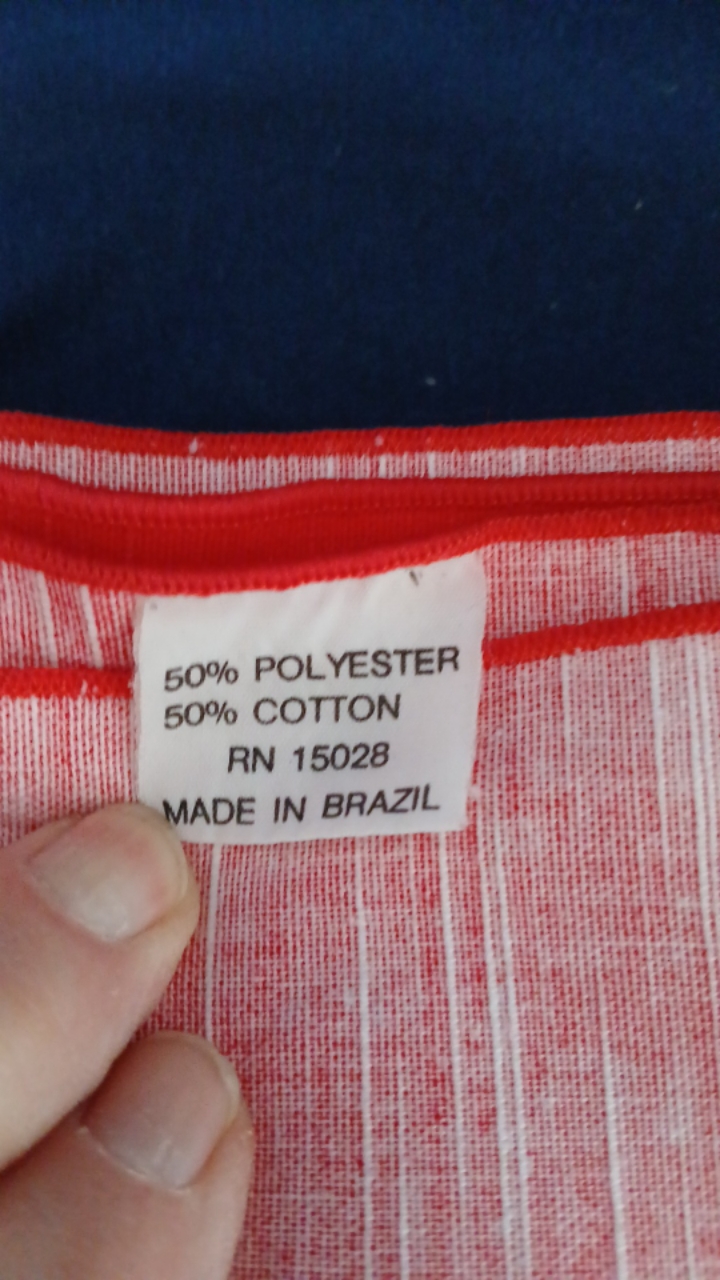 50% POLYESTER
50% COTTON
RN 15028
MADE IN BRAZIL